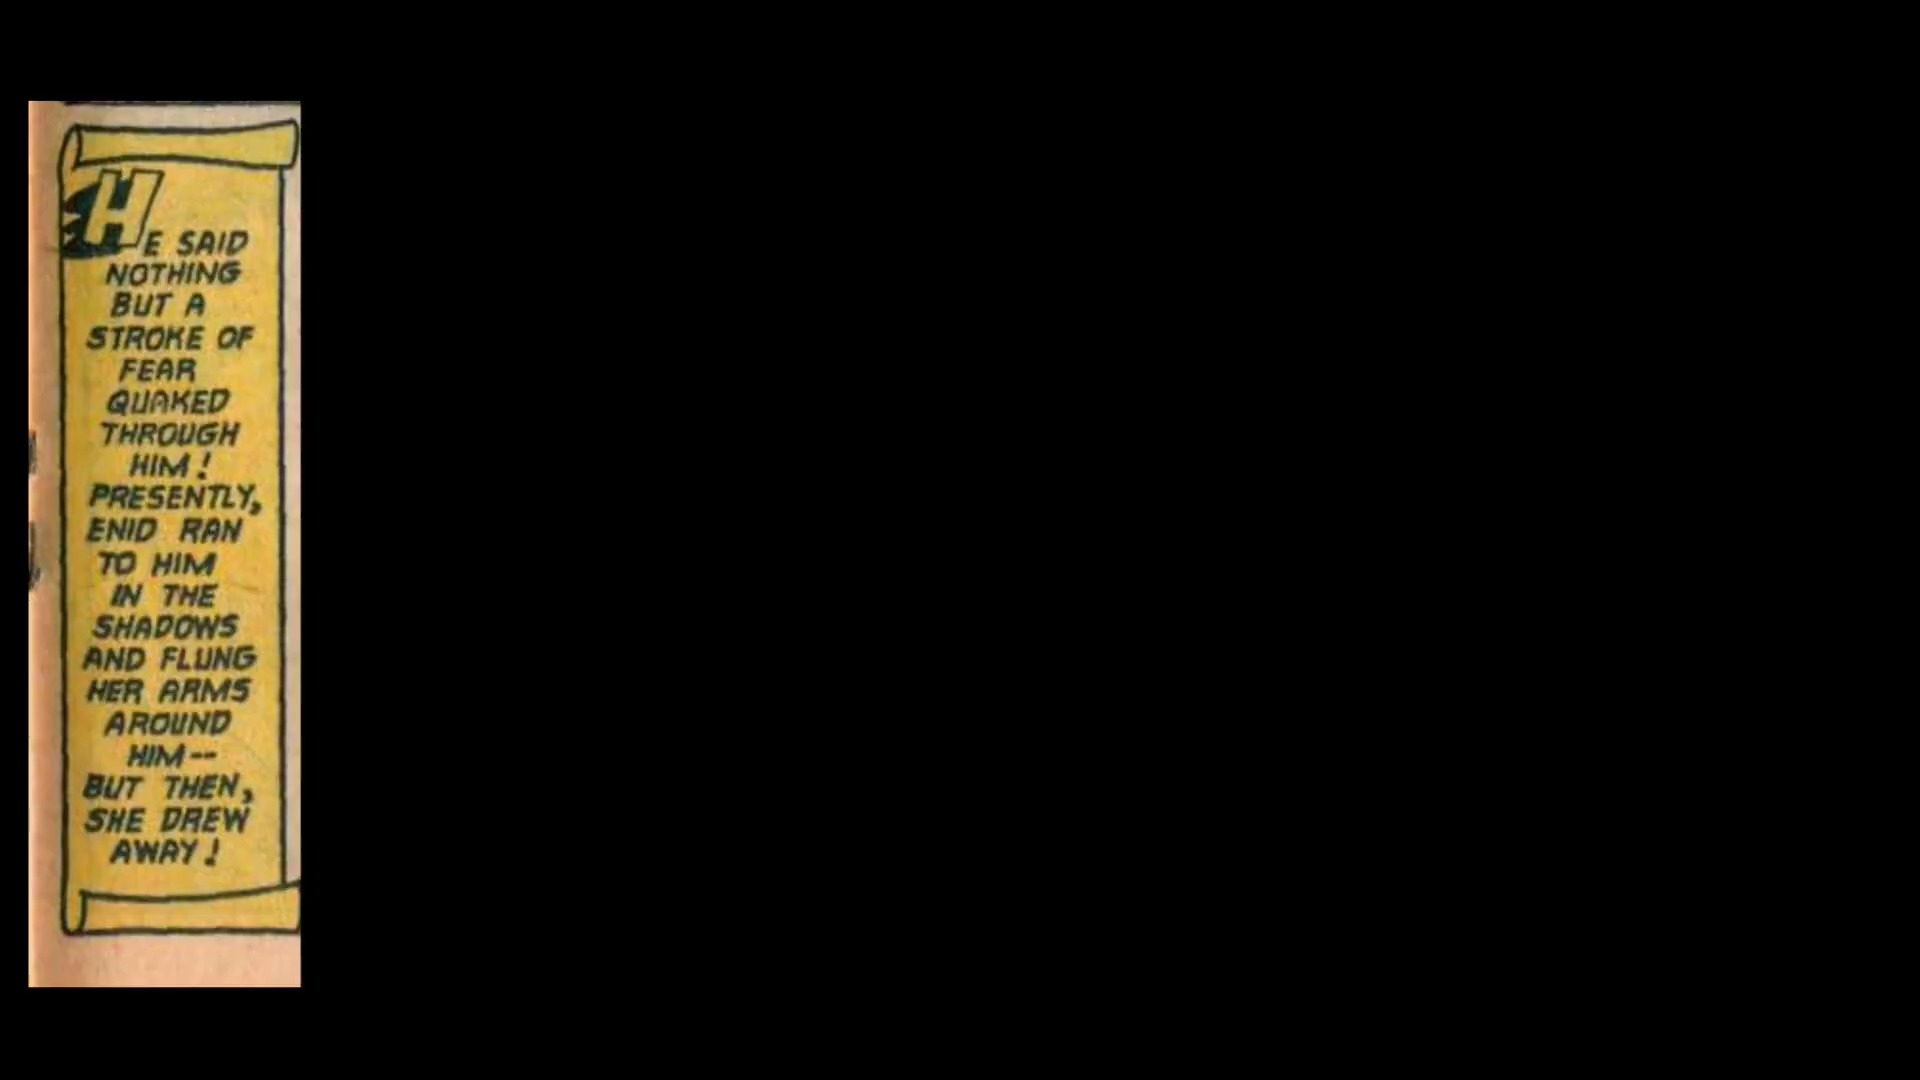 HE SAID
NOTHING
BUT A
STROKE OF
FEAR
QUAKED
THROUGH
HIM!
PRESENTLY,
ENID RAN
TO HIM
IN THE
SHADOWS
AND FLUNG
HER ARMS
AROUND
HIM--
BUT THEN,
SHE DREW
AWAY!